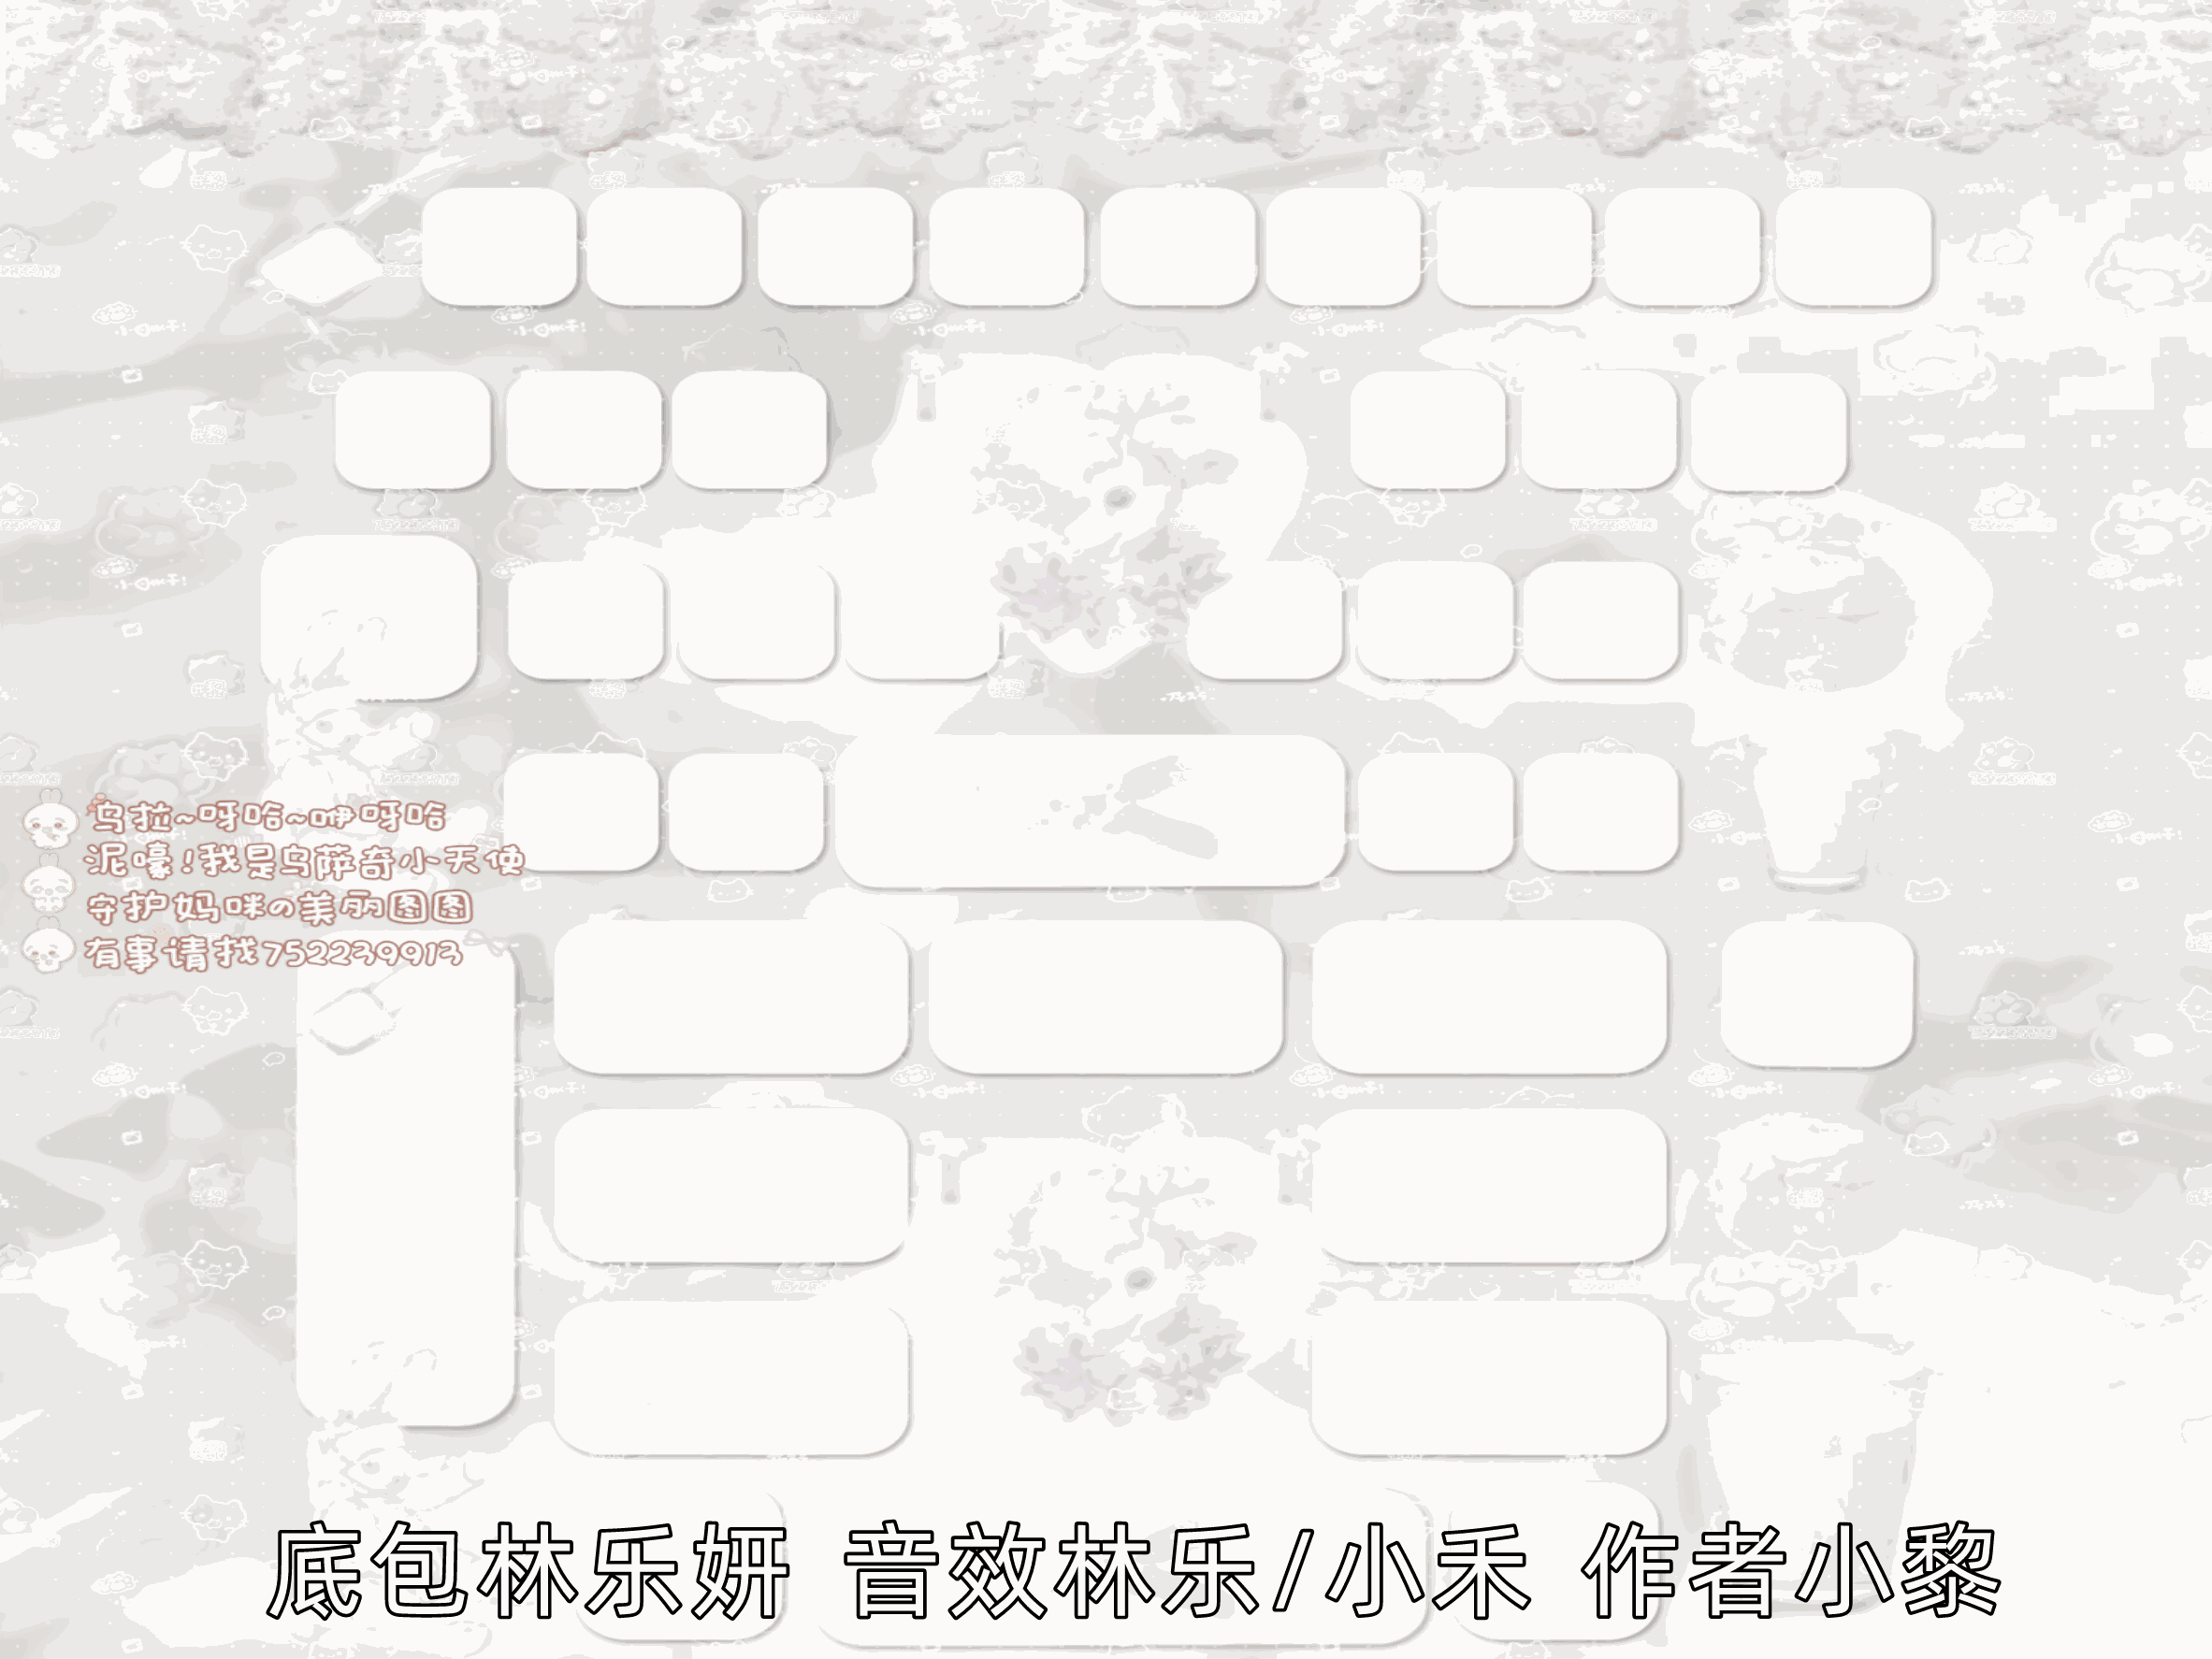 乌拉~呀哈~咿呀哈
泥嚎!我是乌萨奇小天使
守护妈咪の美丽图图
有事请找752239913
底包林乐妍 音效林乐/小禾 作者小黎